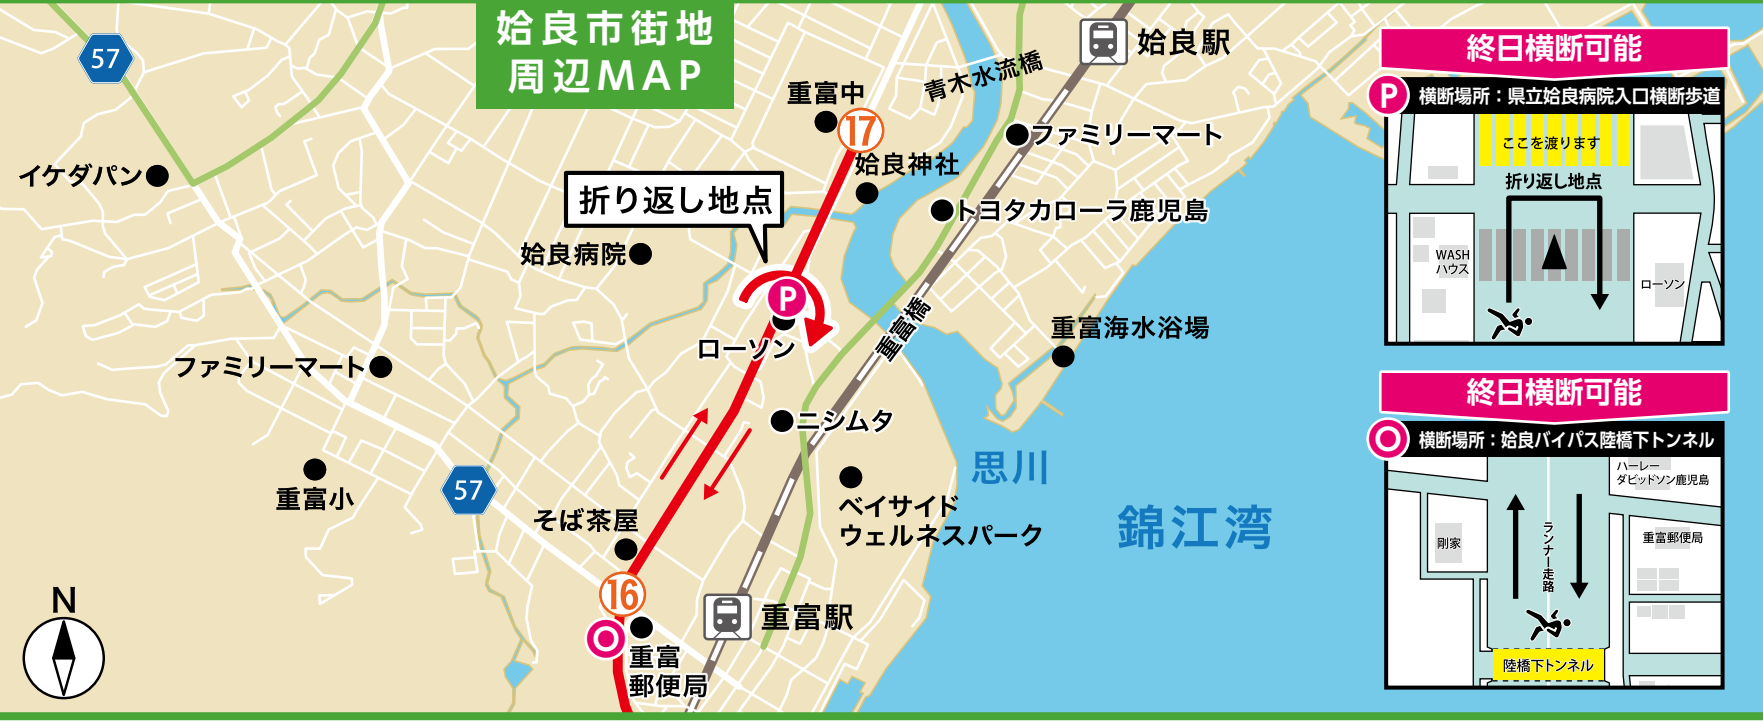 姶良市街地
周辺MAP
57
イケダパン
重富中
17
姶良神社
青木水流橋
姶良駅
ファミリーマート
トヨタカローラ鹿児島
折り返し地点
姶良病院
P
ローソン
重富橋
重富海水浴場
ファミリーマート
ニシムタ
思川
錦江湾
重富小
57
そば茶屋
ベイサイド
ウェルネスパーク
16
重富駅
重富
郵便局
N
終日横断可能
P
横断場所：県立姶良病院入口横断歩道
ここを渡ります
折り返し地点
WASH
ハウス
ローソン
終日横断可能
横断場所：姶良バイパス陸橋下トンネル
ハーレー
ダビッドソン鹿児島
剛家
ランナー走路
重富郵便局
陸橋下トンネル